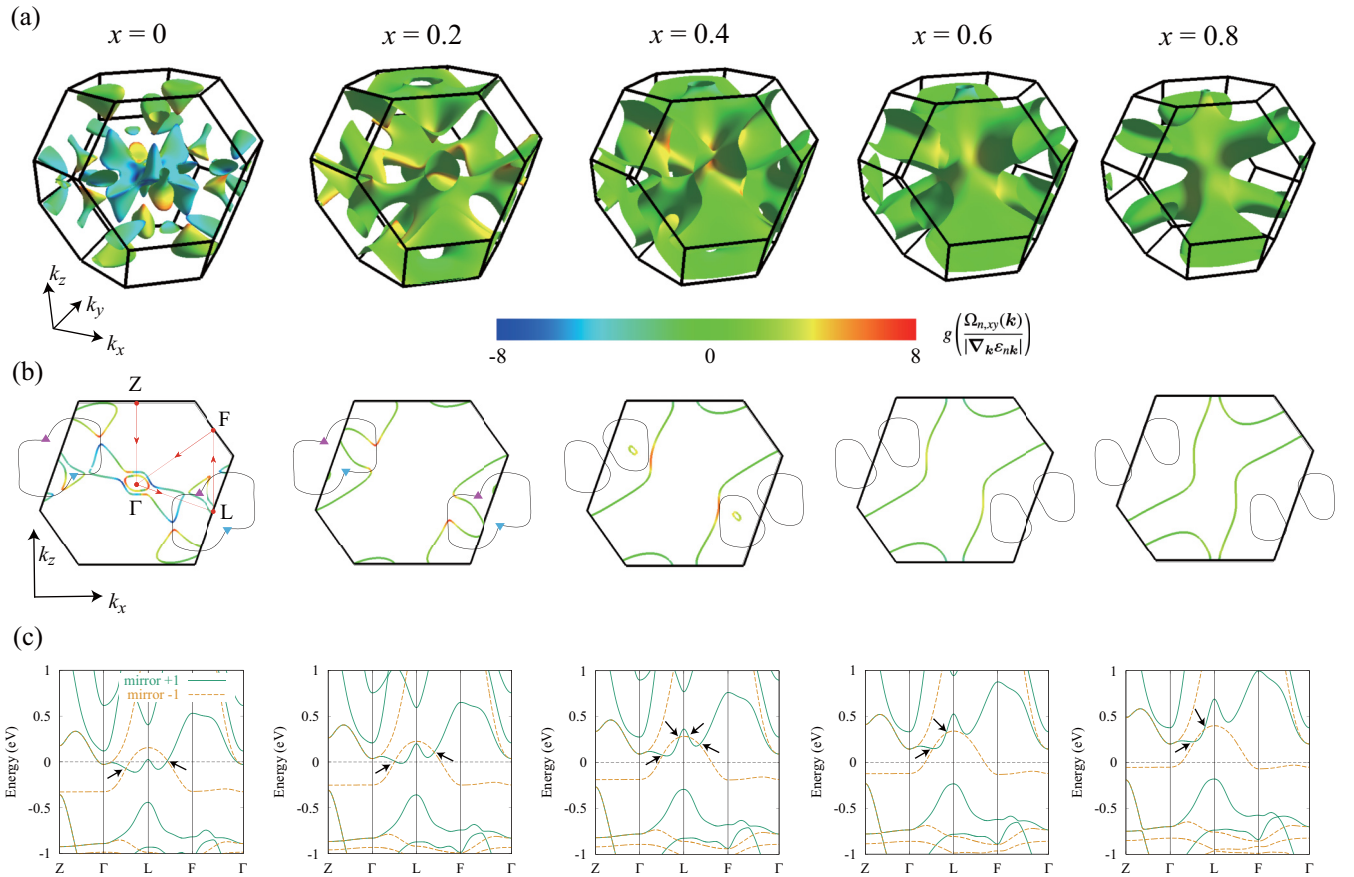 (a)
x = 0
x = 0.2
x = 0.4
x = 0.6
x = 0.8
k_z
k_y
k_x
-8
0
8
g(Ω_{n,xy}(k)/|∇_k ε_{nk}|)
(b)
Z
F
Γ
L
k_z
k_x
(c)
1
0.5
0
-0.5
-1
Energy (eV)
mirror +1
mirror -1
Z Γ L F Γ
1
0.5
0
-0.5
-1
Energy (eV)
Z Γ L F Γ
1
0.5
0
-0.5
-1
Energy (eV)
Z Γ L F Γ
1
0.5
0
-0.5
-1
Energy (eV)
Z Γ L F Γ
1
0.5
0
-0.5
-1
Energy (eV)
Z Γ L F Γ